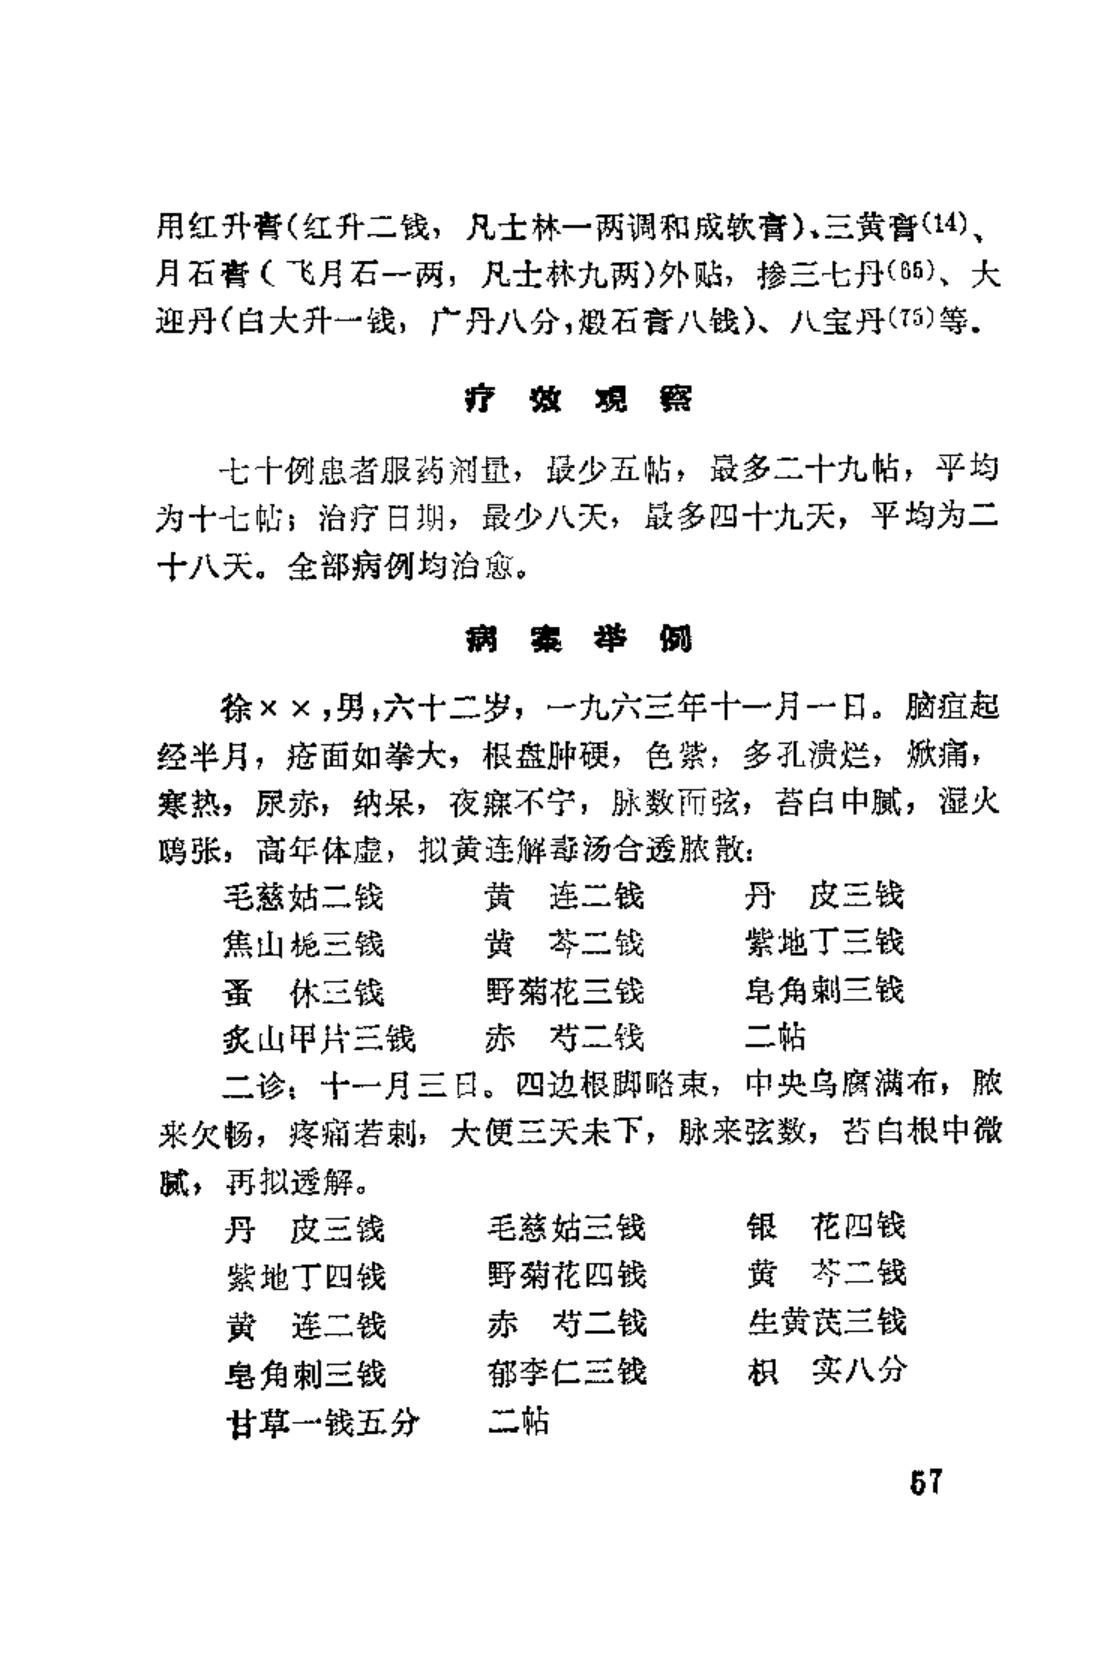 用红升膏(红升二钱，凡士林一两调和成软膏)、三黄膏(14)、
月石膏(飞月石一两，凡士林九两)外贴，掺三七丹(65)、大
迎丹(白大升一钱，广丹八分，煅石膏八钱)、八宝丹(75)等。
疗效观察
七十例患者服药剂量，最少五帖，最多二十九帖，平均
为十七帖；治疗日期，最少八天，最多四十九天，平均为二
十八天。全部病例均治愈。
病案举例
徐××，男，六十二岁，一九六三年十一月一日。脑疽起
经半月，疮面如拳大，根盘肿硬，色紫，多孔溃烂，焮痛，
寒热，尿赤，纳呆，夜寐不宁，脉数而弦，苔白中腻，湿火
鸱张，高年体虚，拟黄连解毒汤合透脓散：
毛慈姑二钱 黄 连二钱 丹 皮三钱
焦山栀三钱 黄 芩二钱 紫地丁三钱
蚤 休三钱 野菊花三钱 皂角刺三钱
炙山甲片三钱 赤 芍二钱 二帖
二诊：十一月三日。四边根脚略束，中央乌腐满布，脓
来欠畅，疼痛若刺，大便三天未下，脉来弦数，苔白根中微
腻，再拟透解。
丹 皮三钱 毛慈姑三钱 银 花四钱
紫地丁四钱 野菊花四钱 黄 芩二钱
黄 连二钱 赤 芍二钱 生黄芪三钱
皂角刺三钱 郁李仁三钱 枳 实八分
甘草一钱五分 二帖
57